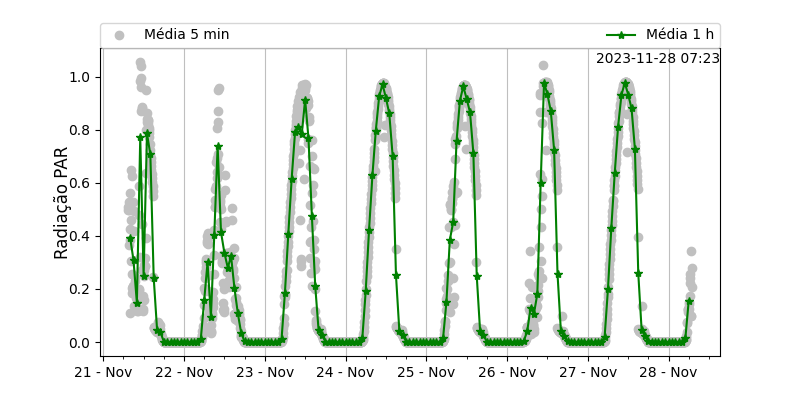 Média 5 min
Média 1 h
2023-11-28 07:23
Radiação PAR
1.0
0.8
0.6
0.4
0.2
0.0
21 - Nov
22 - Nov
23 - Nov
24 - Nov
25 - Nov
26 - Nov
27 - Nov
28 - Nov